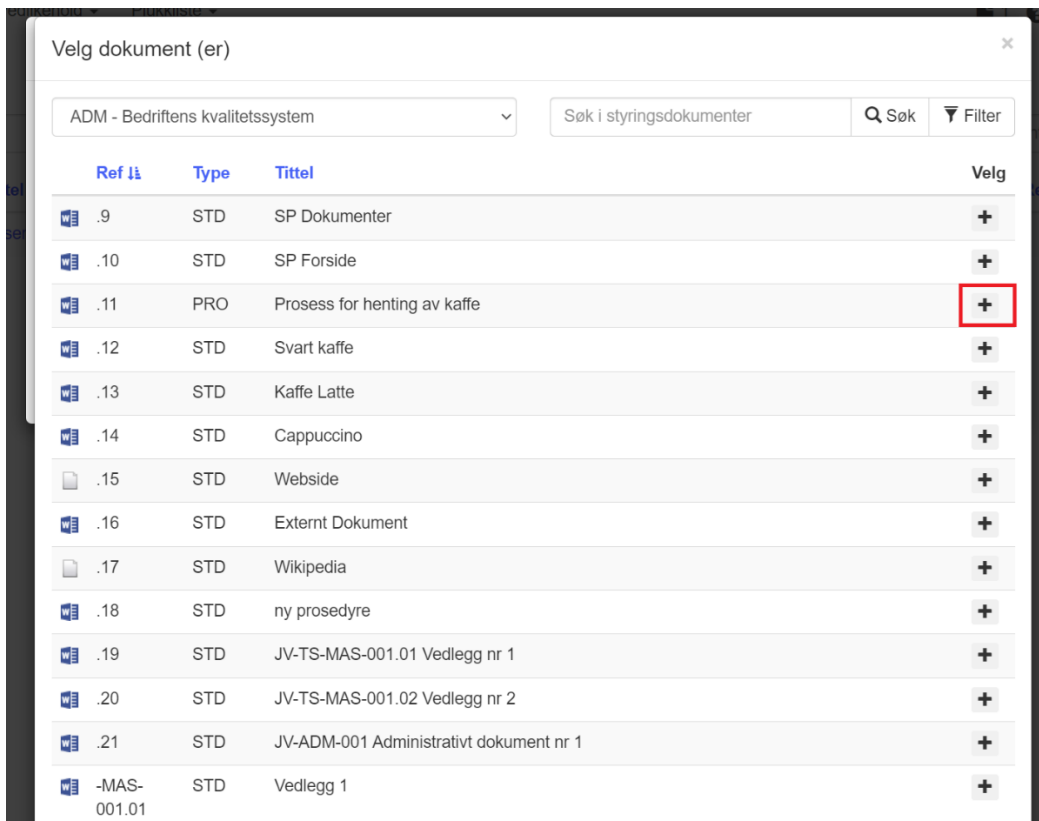 Plukkliste
Velg dokument (er) ×
ADM - Bedriftens kvalitetssystem Søk i styringsdokumenter Søk Filter
Ref Type Tittel Velg
.9 STD SP Dokumenter +
.10 STD SP Forside +
.11 PRO Prosess for henting av kaffe +
.12 STD Svart kaffe +
.13 STD Kaffe Latte +
.14 STD Cappuccino +
.15 STD Webside +
.16 STD Externt Dokument +
.17 STD Wikipedia +
.18 STD ny prosedyre +
.19 STD JV-TS-MAS-001.01 Vedlegg nr 1 +
.20 STD JV-TS-MAS-001.02 Vedlegg nr 2 +
.21 STD JV-ADM-001 Administrativt dokument nr 1 +
-MAS- STD Vedlegg 1 +
001.01